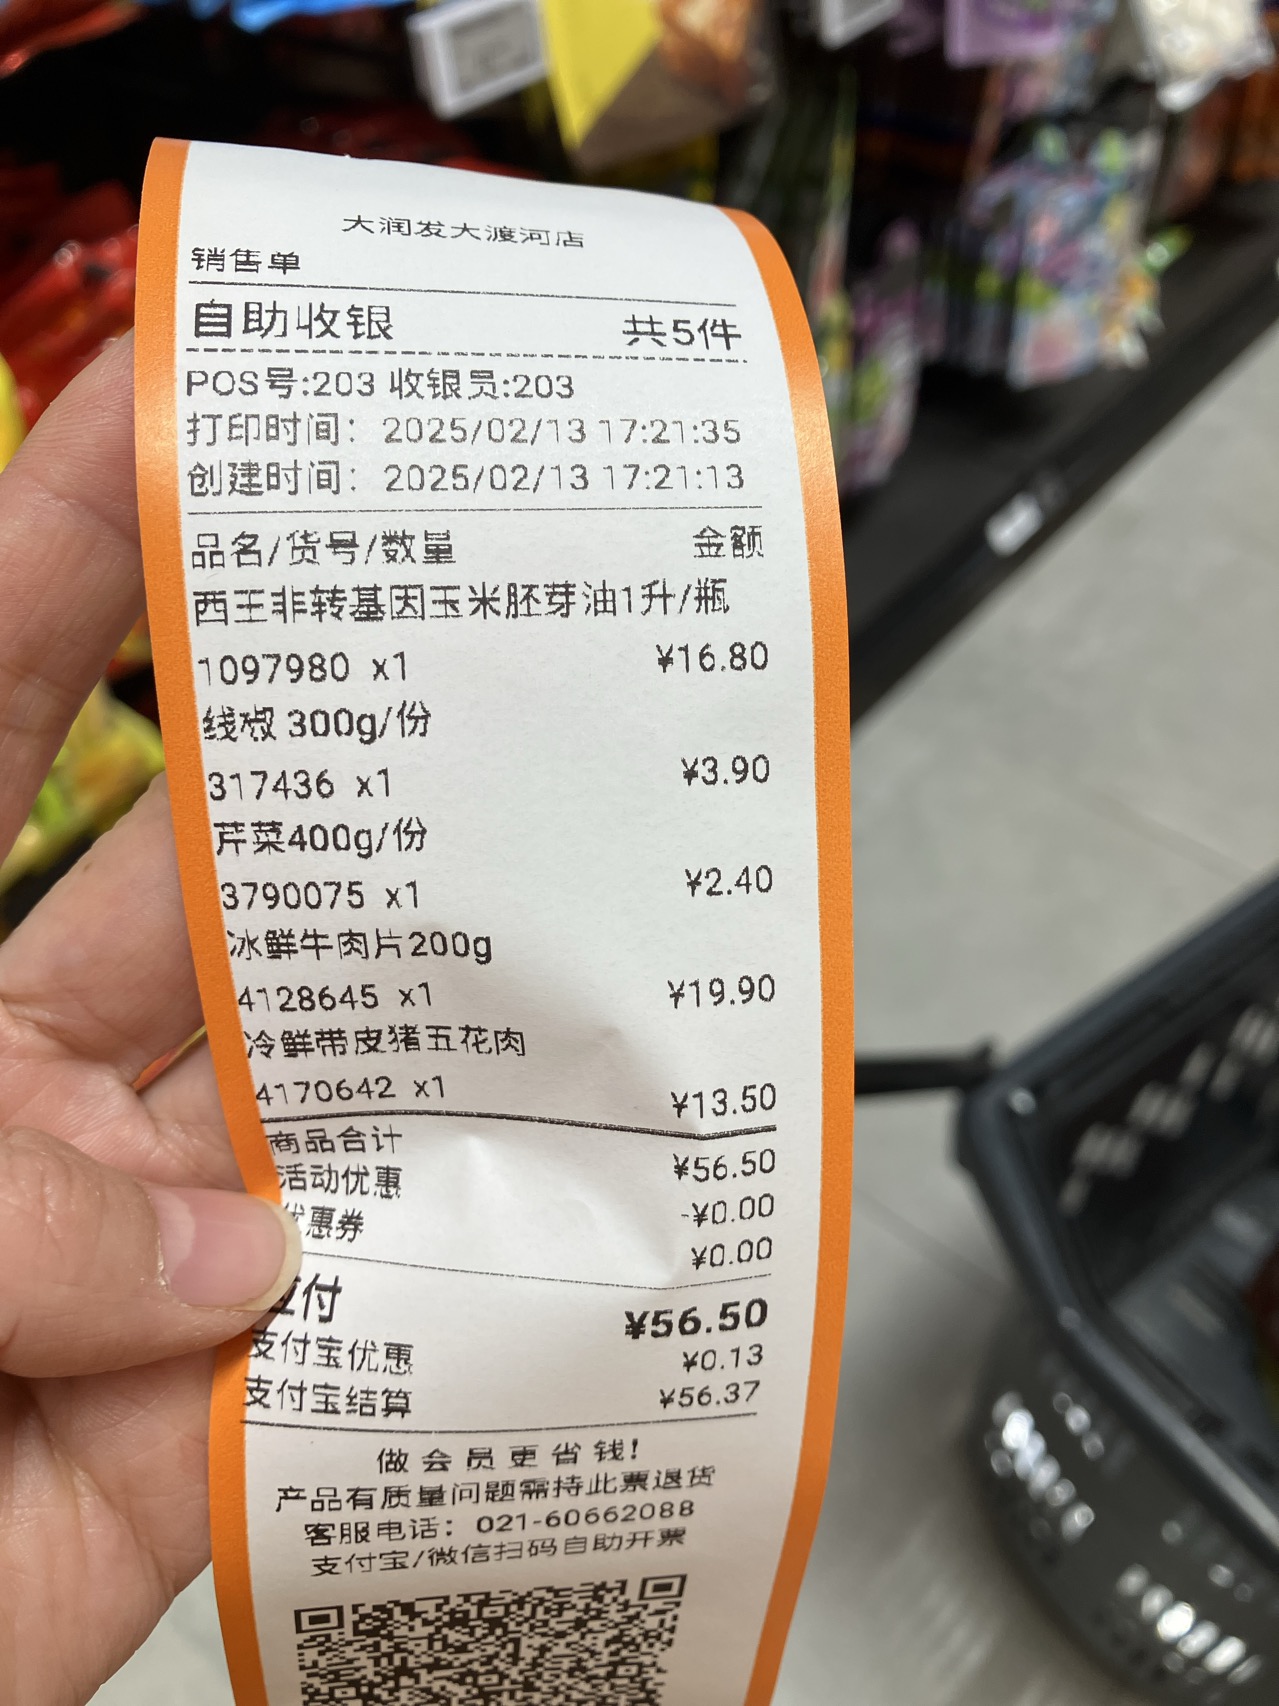 大润发大渡河店
销售单
自助收银 共5件
POS号:203 收银员:203
打印时间: 2025/02/13 17:21:35
创建时间: 2025/02/13 17:21:13
品名/货号/数量 金额
西王非转基因玉米胚芽油1升/瓶
1097980 x1 ¥16.80
线椒 300g/份
317436 x1 ¥3.90
芹菜400g/份
3790075 x1 ¥2.40
冰鲜牛肉片200g
4128645 x1 ¥19.90
冷鲜带皮猪五花肉
4170642 x1 ¥13.50
商品合计 ¥56.50
活动优惠 -¥0.00
优惠券 ¥0.00
应付 ¥56.50
支付宝优惠 ¥0.13
支付宝结算 ¥56.37
做会员更省钱!
产品有质量问题需持此票退货
客服电话: 021-60662088
支付宝/微信扫码自助开票